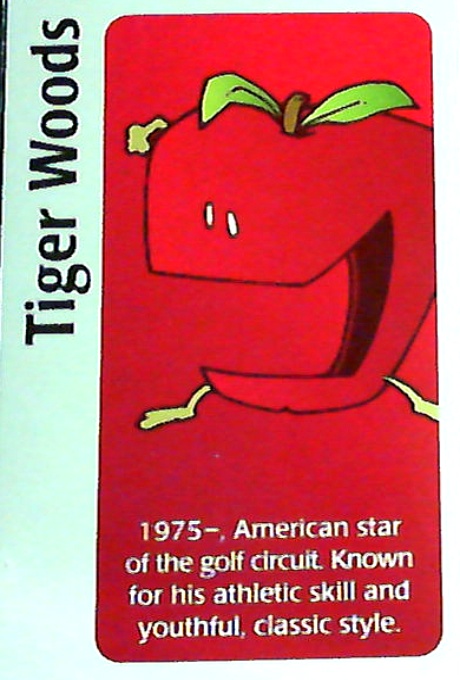 Tiger Woods
1975–, American star
of the golf circuit. Known
for his athletic skill and
youthful, classic style.